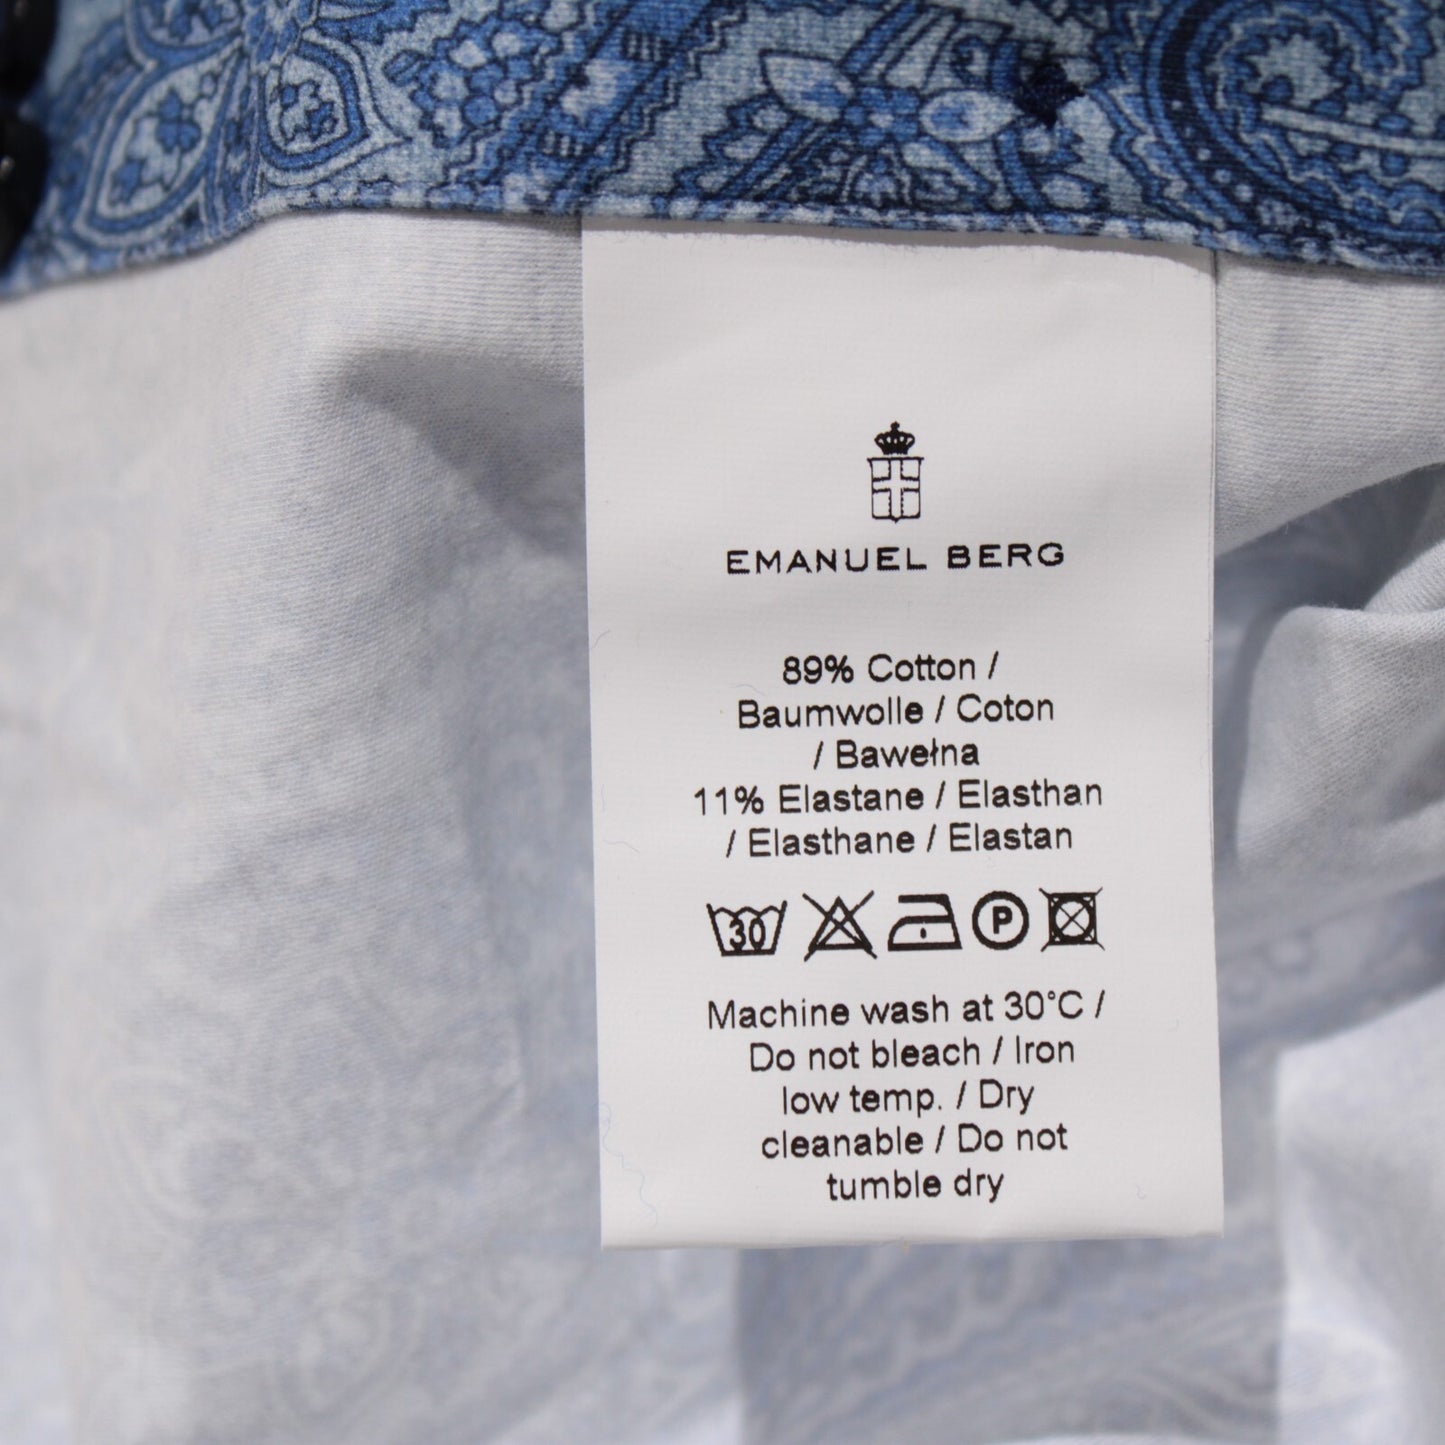 EMANUEL BERG
89% Cotton /
Baumwolle / Coton
/ Bawełna
11% Elastane / Elasthan
/ Elasthane / Elastan
30 P
Machine wash at 30°C /
Do not bleach / Iron
low temp. / Dry
cleanable / Do not
tumble dry